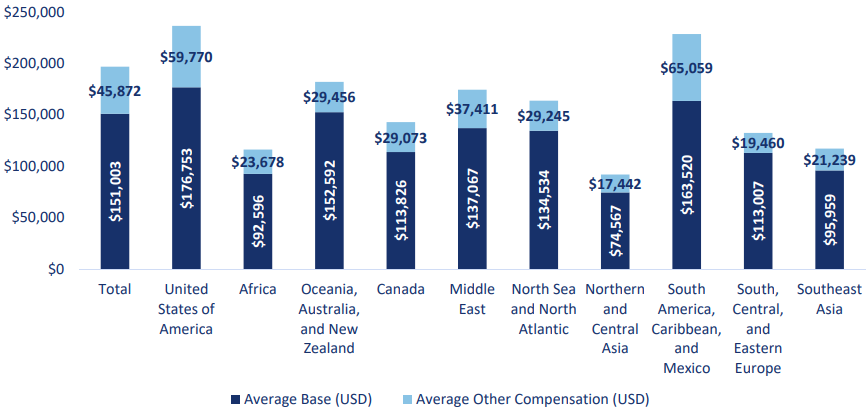 $250,000
$200,000
$150,000
$100,000
$50,000
$0
$45,872
$151,003
$59,770
$176,753
$23,678
$92,596
$29,456
$152,592
$29,073
$113,826
$37,411
$137,067
$29,245
$134,534
$17,442
$74,567
$65,059
$163,520
$19,460
$113,007
$21,239
$95,959
Total
United
States of
America
Africa
Oceania,
Australia,
and New
Zealand
Canada
Middle
East
North Sea
and North
Atlantic
Northern
and
Central
Asia
South
America,
Caribbean,
and
Mexico
South,
Central,
and
Eastern
Europe
Southeast
Asia
Average Base (USD)
Average Other Compensation (USD)